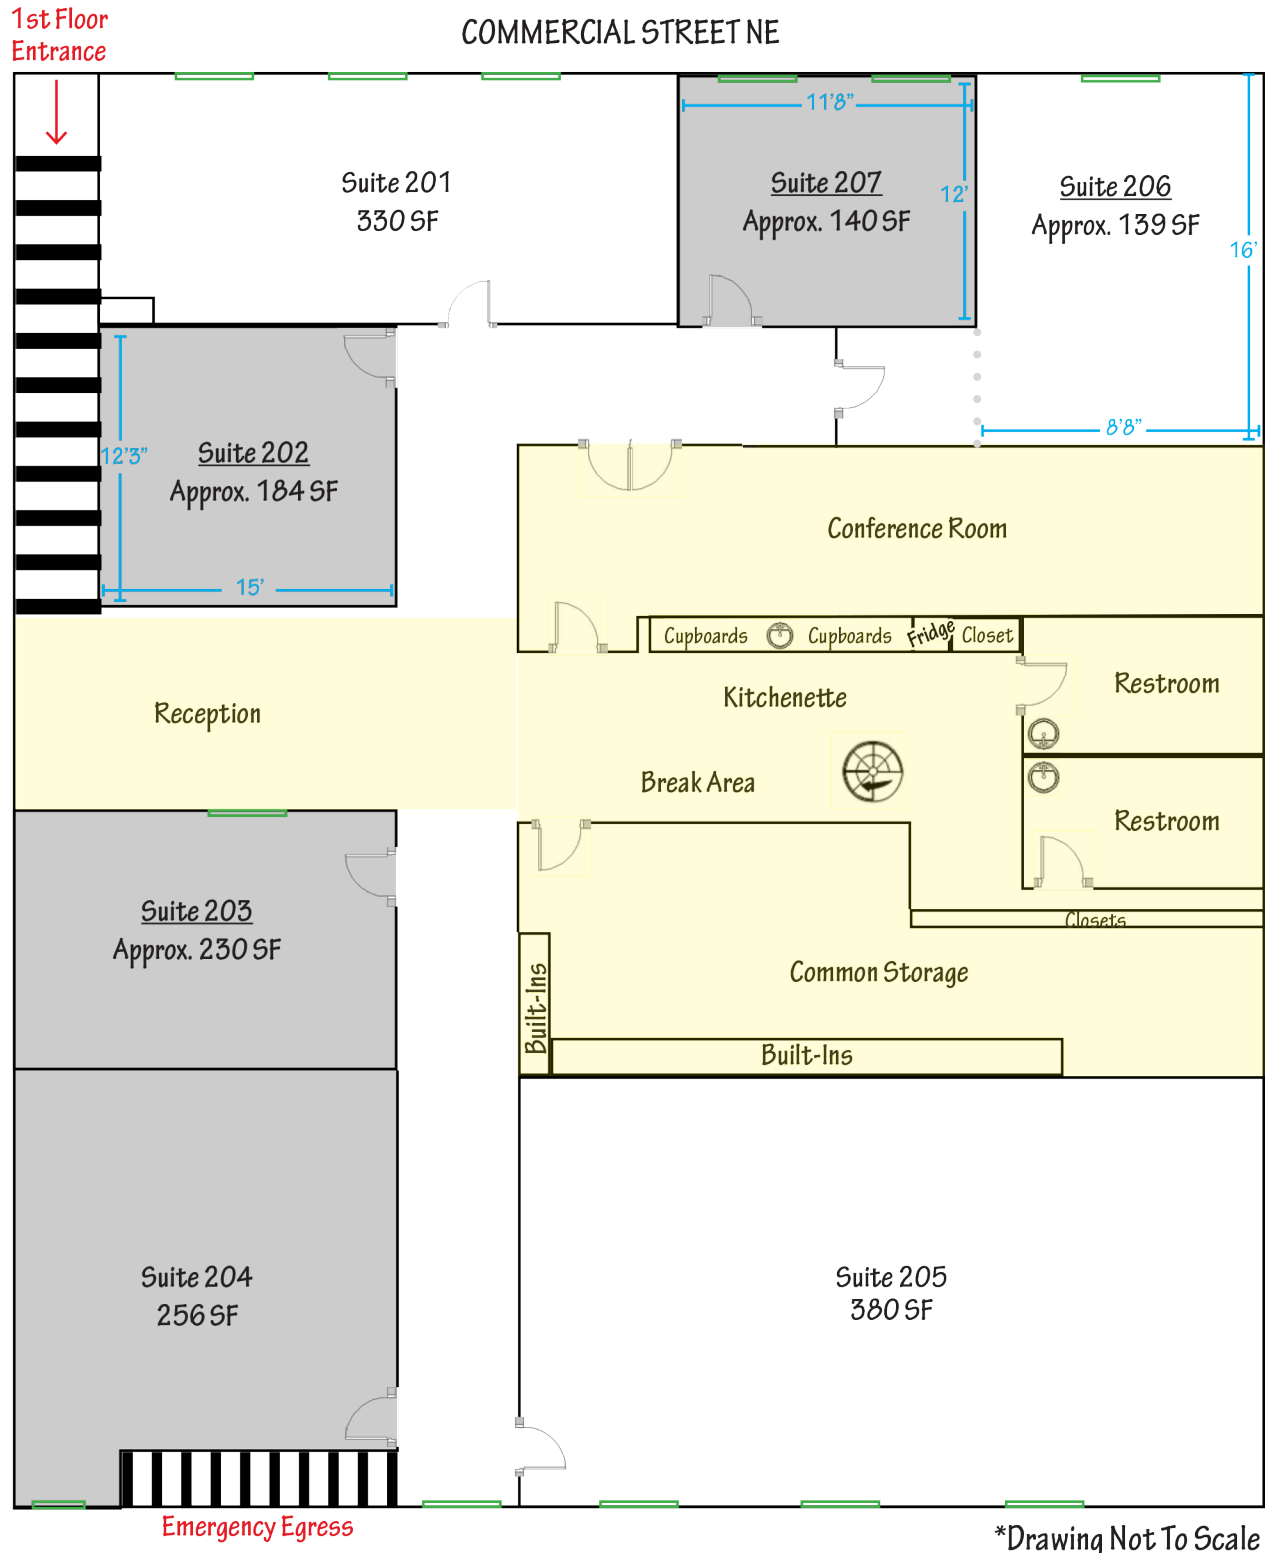 1st Floor
Entrance
COMMERCIAL STREET NE
11'8"
Suite 201
330 SF
Suite 207
Approx. 140 SF
12'
Suite 206
Approx. 139 SF
16'
8'8"
12'3"
Suite 202
Approx. 184 SF
15'
Conference Room
Cupboards
Cupboards
Fridge
Closet
Reception
Kitchenette
Restroom
Break Area
Restroom
Suite 203
Approx. 230 SF
Closets
Common Storage
Built-Ins
Built-Ins
Suite 204
256 SF
Suite 205
380 SF
Emergency Egress
*Drawing Not To Scale